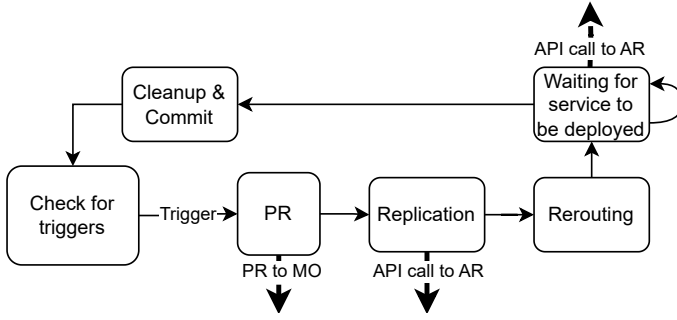 API call to AR
Cleanup &
Commit
Waiting for
service to
be deployed
Check for
triggers
Trigger
PR
Replication
Rerouting
PR to MO
API call to AR